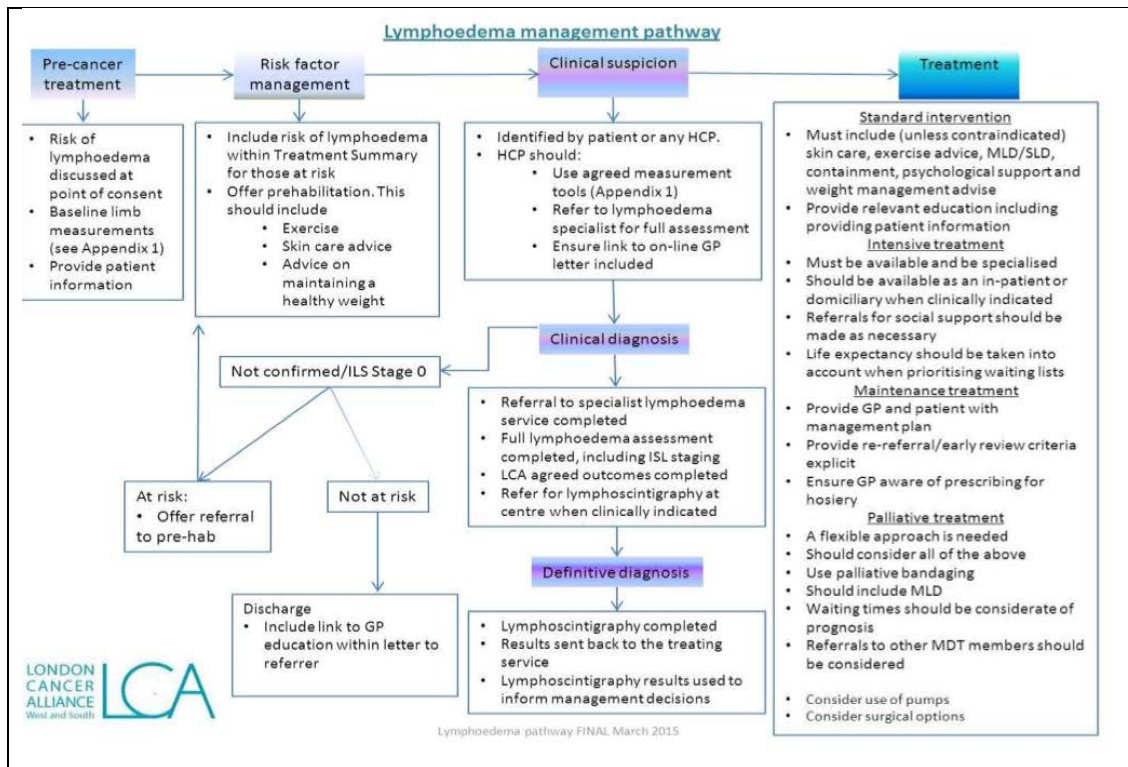 Lymphoedema management pathway
Pre-cancer
treatment
Risk factor
management
Clinical suspicion
Treatment
• Risk of
lymphoedema
discussed at
point of consent
• Baseline limb
measurements
(see Appendix 1)
• Provide patient
information
• Include risk of lymphoedema
within Treatment Summary
for those at risk
• Offer prehabilitation. This
should include
• Exercise
• Skin care advice
• Advice on
maintaining a
healthy weight
• Identified by patient or any HCP.
• HCP should:
• Use agreed measurement
tools (Appendix 1)
• Refer to lymphoedema
specialist for full assessment
• Ensure link to on-line GP
letter included
Clinical diagnosis
Not confirmed/ILS Stage 0
• Referral to specialist lymphoedema
service completed
• Full lymphoedema assessment
completed, including ISL staging
• LCA agreed outcomes completed
• Refer for lymphoscintigraphy at
centre when clinically indicated
At risk:
• Offer referral
to pre-hab
Not at risk
Discharge
• Include link to GP
education within letter to
referrer
Definitive diagnosis
• Lymphoscintigraphy completed
• Results sent back to the treating
service
• Lymphoscintigraphy results used to
inform management decisions
Standard intervention
• Must include (unless contraindicated)
skin care, exercise advice, MLD/SLD,
containment, psychological support and
weight management advise
• Provide relevant education including
providing patient information
Intensive treatment
• Must be available and be specialised
• Should be available as an in-patient or
domiciliary when clinically indicated
• Referrals for social support should be
made as necessary
• Life expectancy should be taken into
account when prioritising waiting lists
Maintenance treatment
• Provide GP and patient with
management plan
• Provide re-referral/early review criteria
explicit
• Ensure GP aware of prescribing for
hosiery
Palliative treatment
• A flexible approach is needed
• Should consider all of the above
• Use palliative bandaging
• Should include MLD
• Waiting times should be considerate of
prognosis
• Referrals to other MDT members should
be considered
• Consider use of pumps
• Consider surgical options
LONDON
CANCER
ALLIANCE
West and South
LCA
Lymphoedema pathway FINAL March 2015